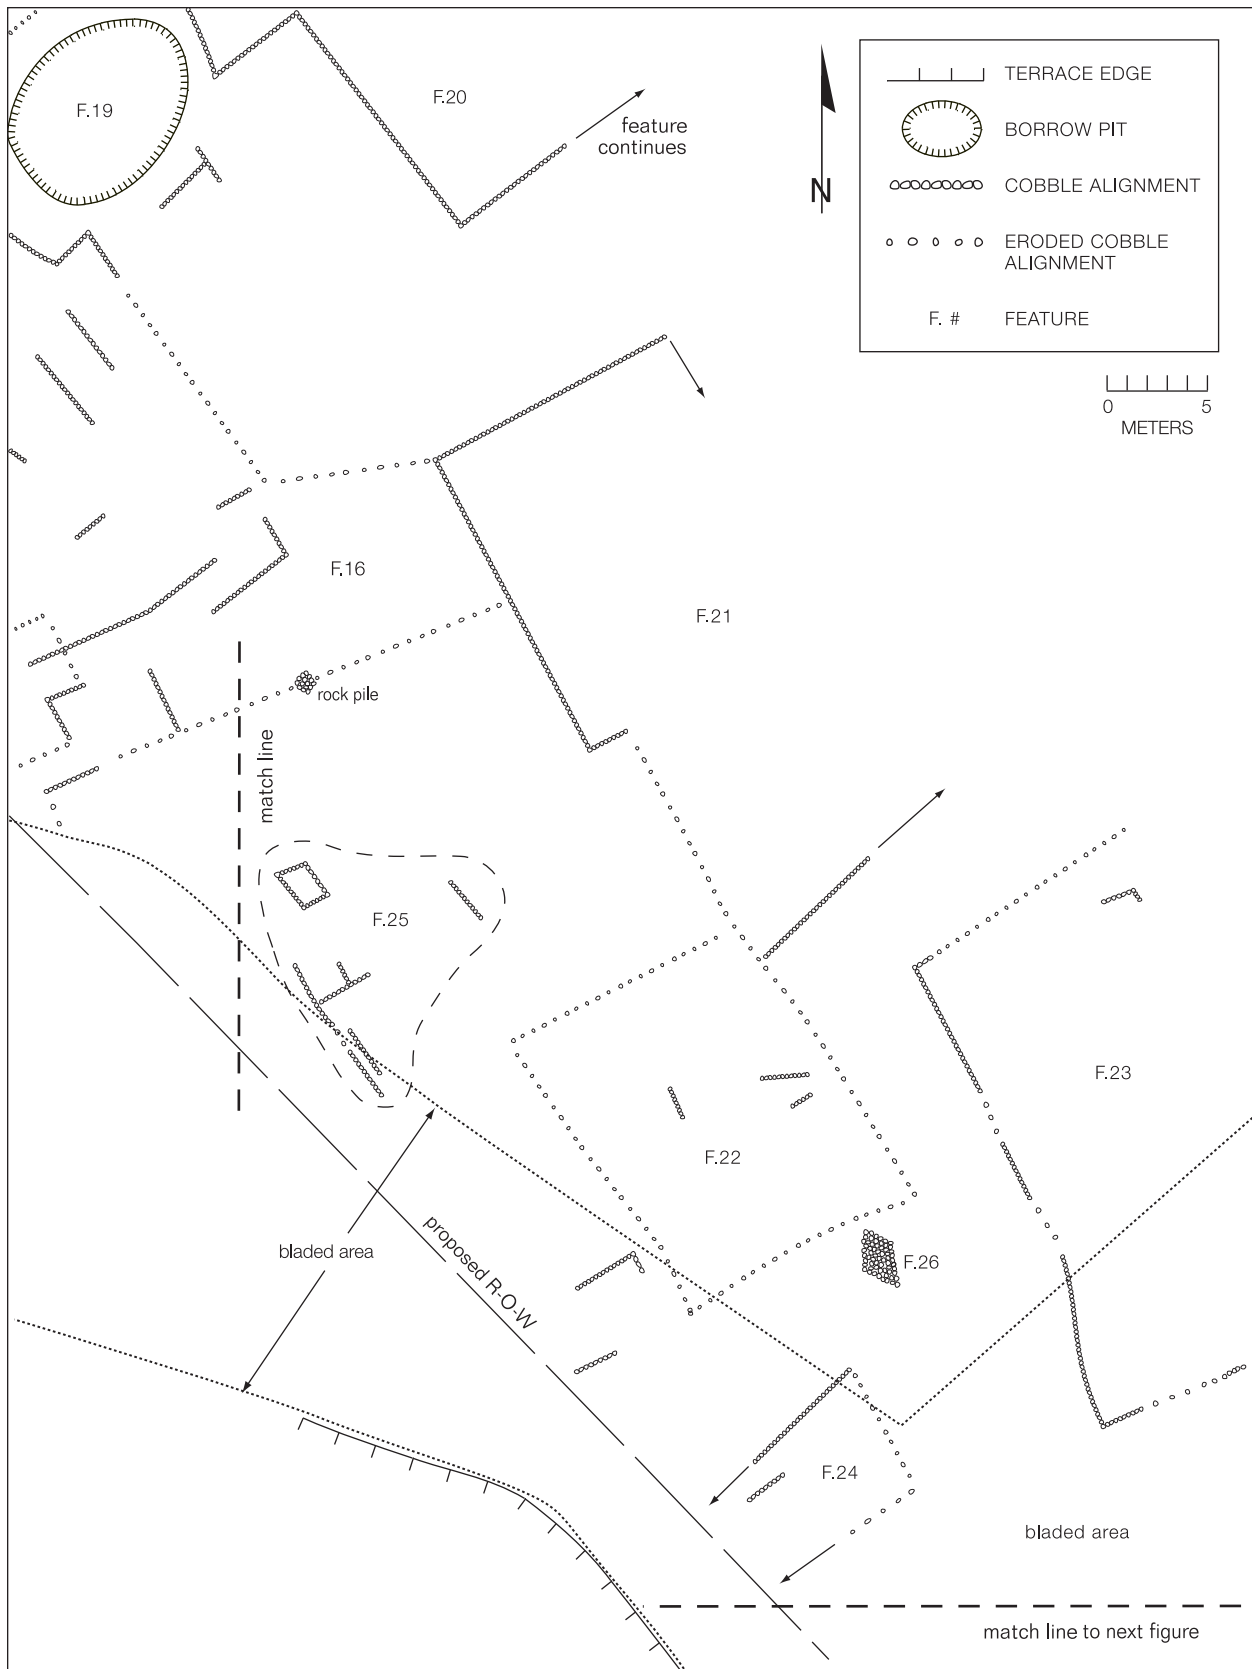 F.19
F.20
feature
continues
N
TERRACE EDGE
BORROW PIT
COBBLE ALIGNMENT
ERODED COBBLE
ALIGNMENT
F. #
FEATURE
0
5
METERS
F.16
F.21
rock pile
match line
F.25
F.23
F.22
proposed R-O-W
bladed area
F.26
F.24
bladed area
match line to next figure